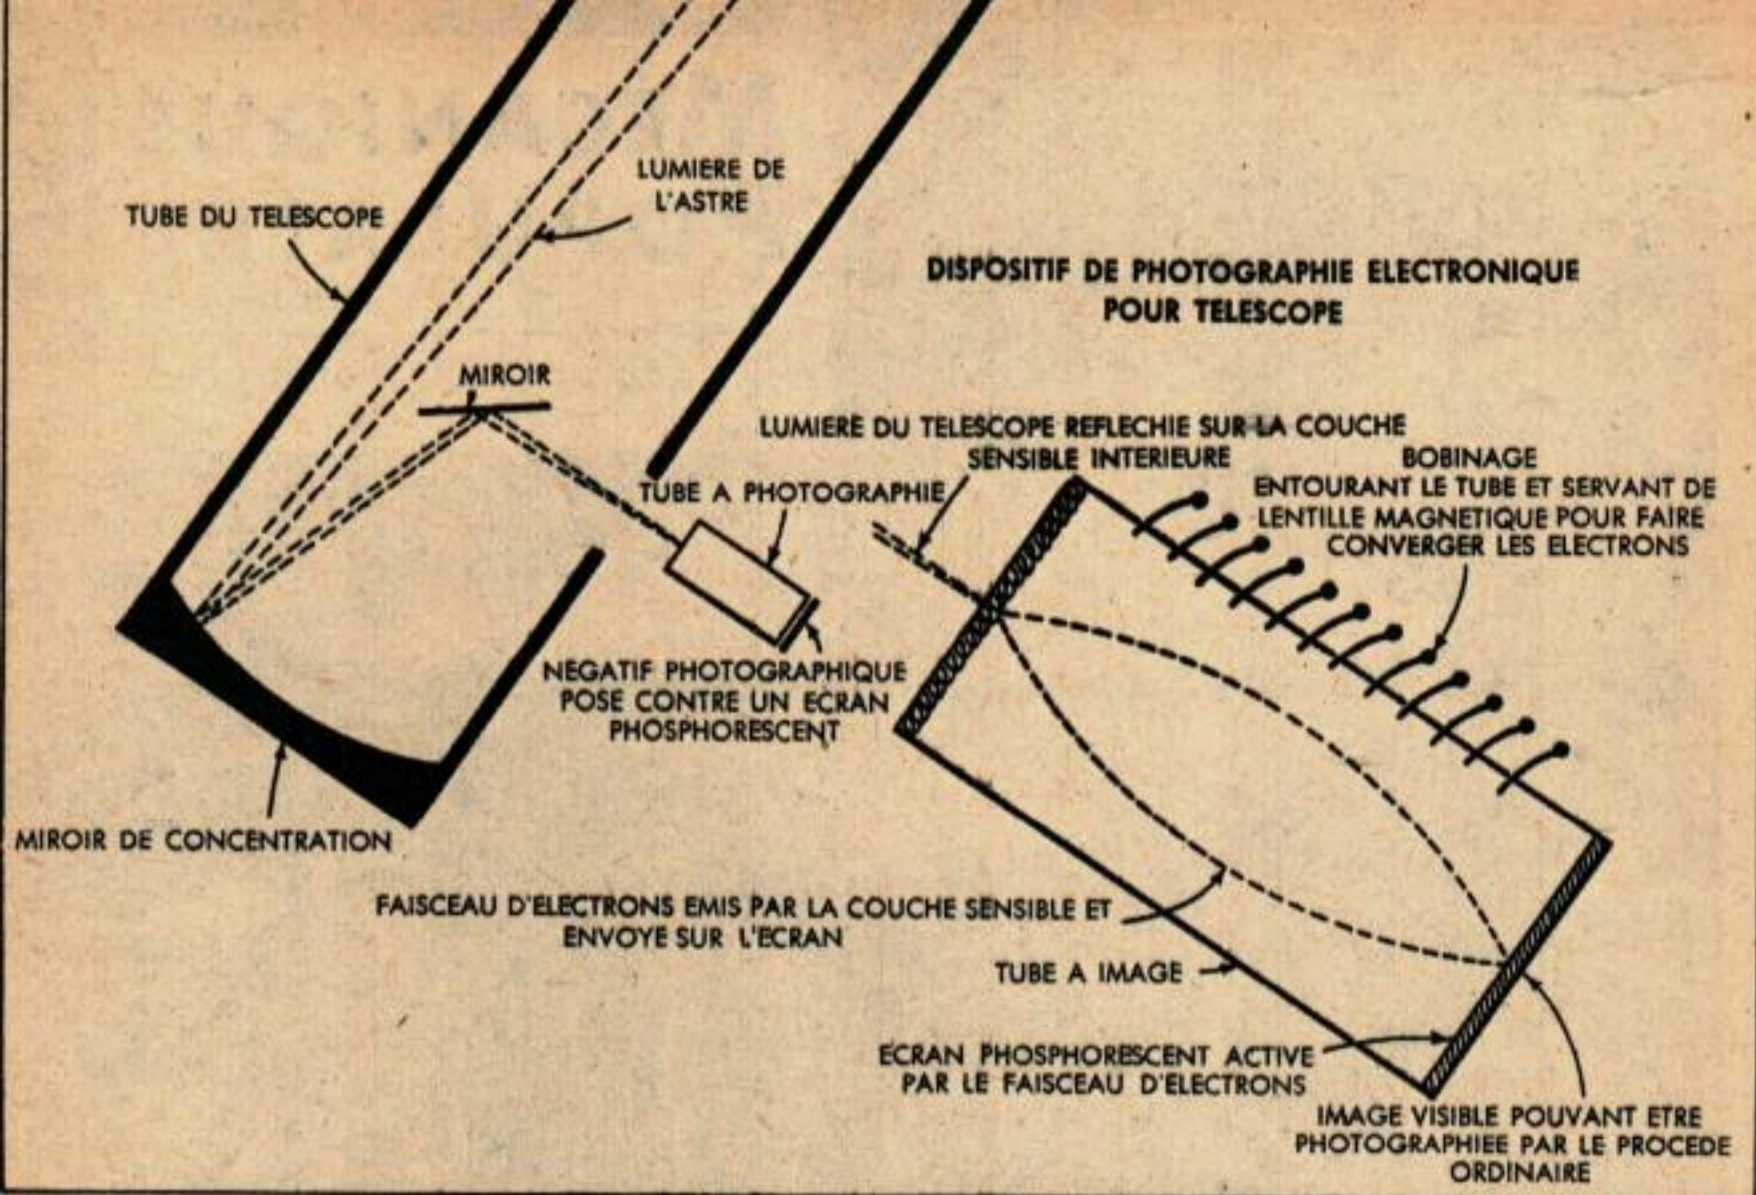 LUMIERE DE
L'ASTRE
TUBE DU TELESCOPE
DISPOSITIF DE PHOTOGRAPHIE ELECTRONIQUE
POUR TELESCOPE
MIROIR
LUMIERE DU TELESCOPE REFLECHIE SUR LA COUCHE
SENSIBLE INTERIEURE
BOBINAGE
ENTOURANT LE TUBE ET SERVANT DE
LENTILLE MAGNETIQUE POUR FAIRE
CONVERGER LES ELECTRONS
TUBE A PHOTOGRAPHIE
NEGATIF PHOTOGRAPHIQUE
POSE CONTRE UN ECRAN
PHOSPHORESCENT
MIROIR DE CONCENTRATION
FAISCEAU D'ELECTRONS EMIS PAR LA COUCHE SENSIBLE ET
ENVOYE SUR L'ECRAN
TUBE A IMAGE
ECRAN PHOSPHORESCENT ACTIVE
PAR LE FAISCEAU D'ELECTRONS
IMAGE VISIBLE POUVANT ETRE
PHOTOGRAPHIEE PAR LE PROCEDE
ORDINAIRE